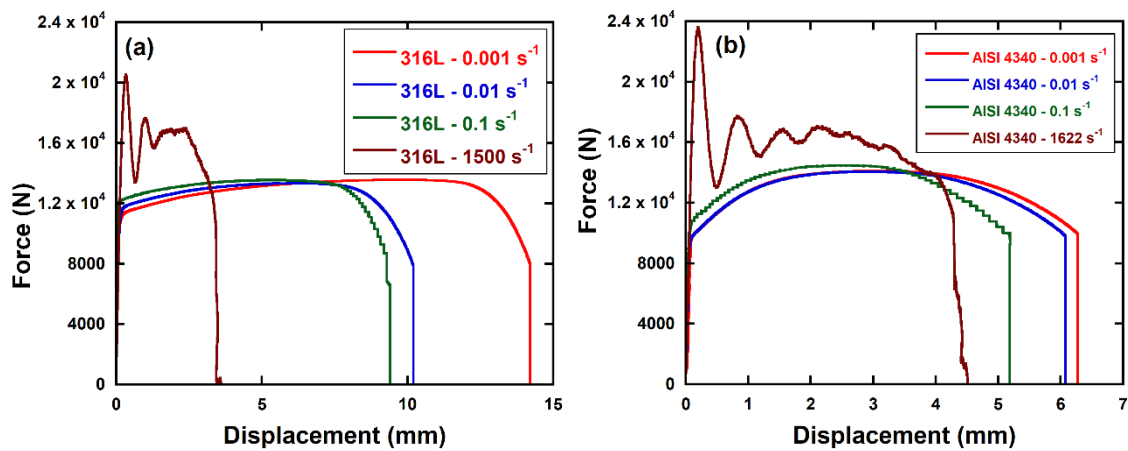 (a)
316L - 0.001 s⁻¹
316L - 0.01 s⁻¹
316L - 0.1 s⁻¹
316L - 1500 s⁻¹
Force (N)
2.4 x 10⁴
2 x 10⁴
1.6 x 10⁴
1.2 x 10⁴
8000
4000
0
0 5 10 15
Displacement (mm)
(b)
AISI 4340 - 0.001 s⁻¹
AISI 4340 - 0.01 s⁻¹
AISI 4340 - 0.1 s⁻¹
AISI 4340 - 1622 s⁻¹
Force (N)
2.4 x 10⁴
2 x 10⁴
1.6 x 10⁴
1.2 x 10⁴
8000
4000
0
0 1 2 3 4 5 6 7
Displacement (mm)